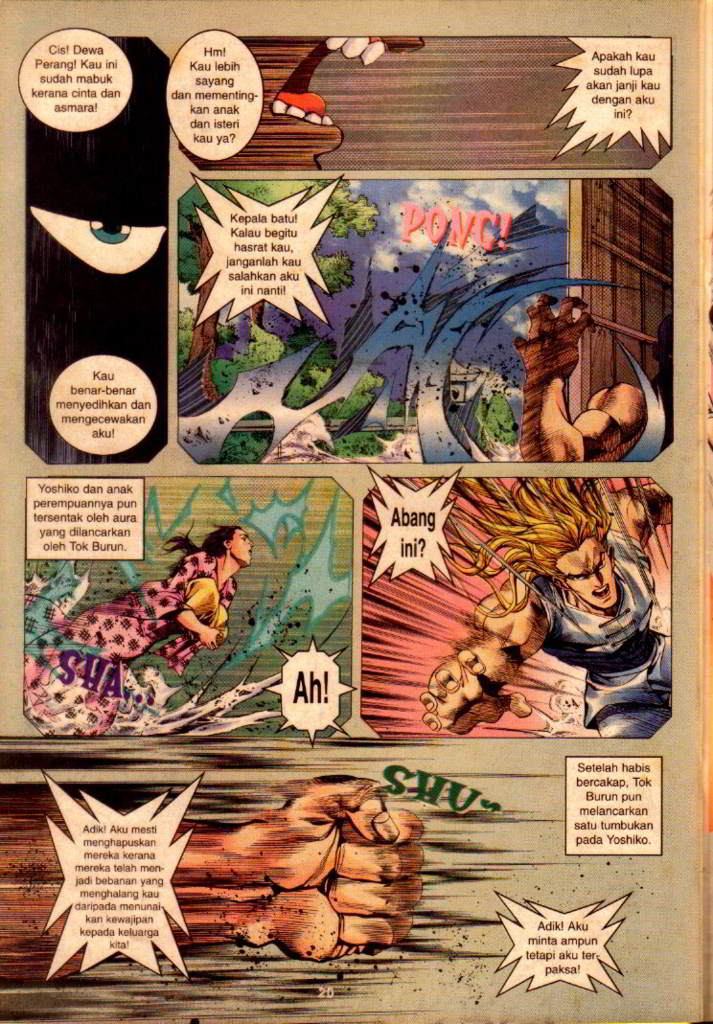 Cis! Dewa
Perang! Kau ini
sudah mabuk
kerana cinta dan
asmara!
Hm!
Kau lebih
sayang
dan mementing-
kan anak
dan isteri
kau ya?
Apakah kau
sudah lupa
akan janji kau
dengan aku
ini?
Kau
benar-benar
menyedihkan dan
mengecewakan
aku!
Kepala batu!
Kalau begitu
hasrat kau,
janganlah kau
salahkan aku
ini nanti!
PONG!
Yoshiko dan anak
perempuannya pun
tersentak oleh aura
yang dilancarkan
oleh Tok Burun.
SHA...
Ah!
Abang
ini?
Setelah habis
bercakap, Tok
Burun pun
melancarkan
satu tumbukan
pada Yoshiko.
SHU~
Adik! Aku mesti
menghapuskan
mereka kerana
mereka telah men-
jadi bebanan yang
menghalang kau
daripada menunai
kan kewajipan
kepada keluarga
kita!
Adik! Aku
minta ampun
tetapi aku ter-
paksa!
20